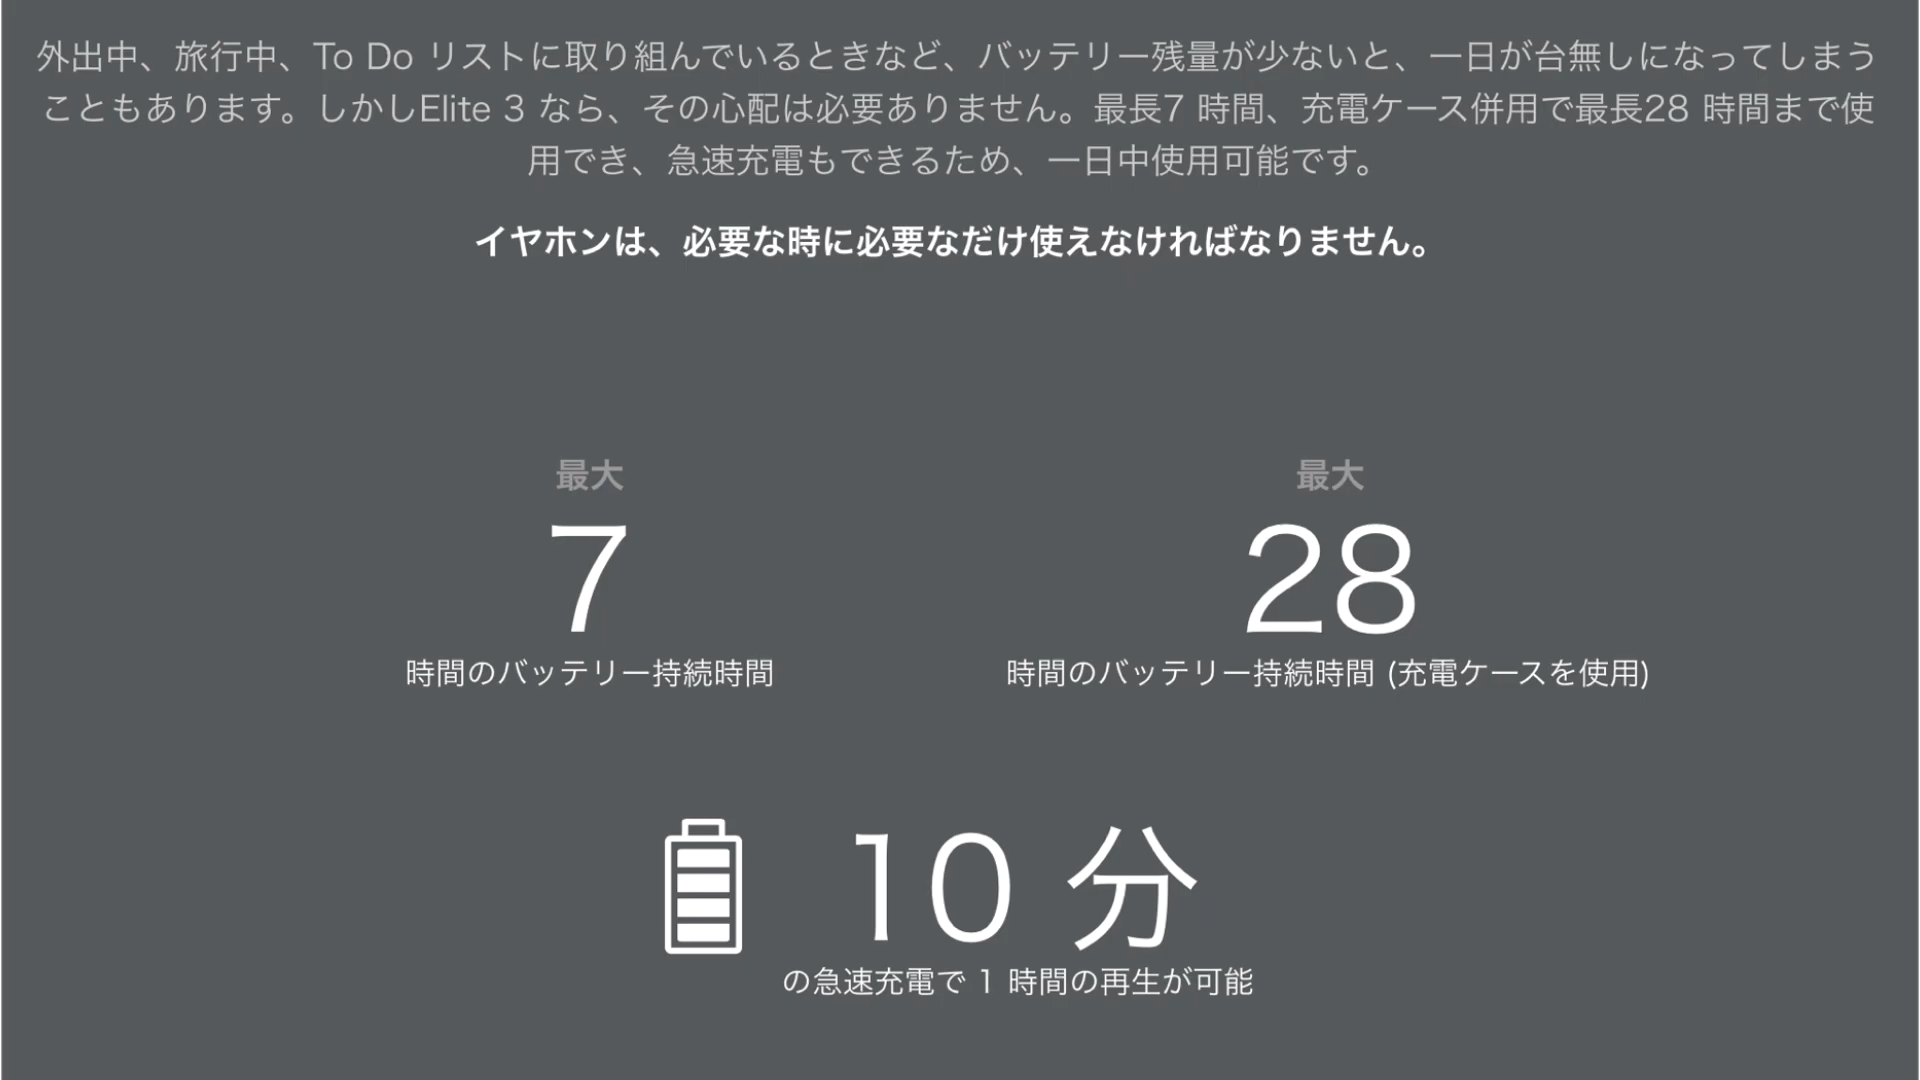 外出中、旅行中、To Do リストに取り組んでいるときなど、バッテリー残量が少ないと、一日が台無しになってしまう
こともあります。しかしElite 3 なら、その心配は必要ありません。最長7 時間、充電ケース併用で最長28 時間まで使
用でき、急速充電もできるため、一日中使用可能です。
イヤホンは、必要な時に必要なだけ使えなければなりません。
最大
7
時間のバッテリー持続時間
最大
28
時間のバッテリー持続時間 (充電ケースを使用)
10 分
の急速充電で 1 時間の再生が可能